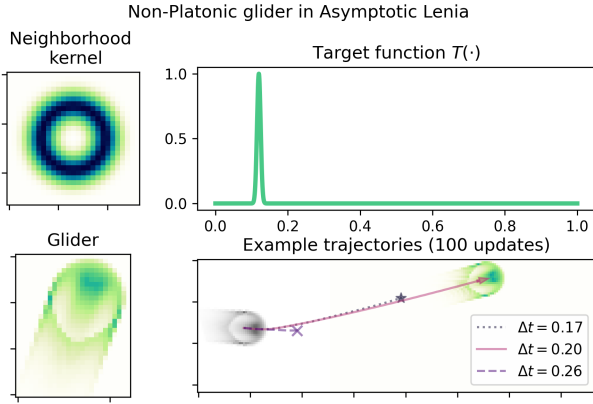 Non-Platonic glider in Asymptotic Lenia
Neighborhood
kernel
Target function T(·)
1.0
0.5
0.0
0.0 0.2 0.4 0.6 0.8 1.0
Glider
Example trajectories (100 updates)
Δt = 0.17
Δt = 0.20
Δt = 0.26